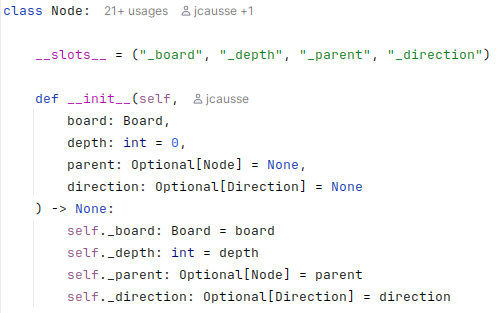 class Node: 21+ usages jcausse +1
__slots__ = ("_board", "_depth", "_parent", "_direction")
def __init__(self, jcausse
board: Board,
depth: int = 0,
parent: Optional[Node] = None,
direction: Optional[Direction] = None
) -> None:
self._board: Board = board
self._depth: int = depth
self._parent: Optional[Node] = parent
self._direction: Optional[Direction] = direction